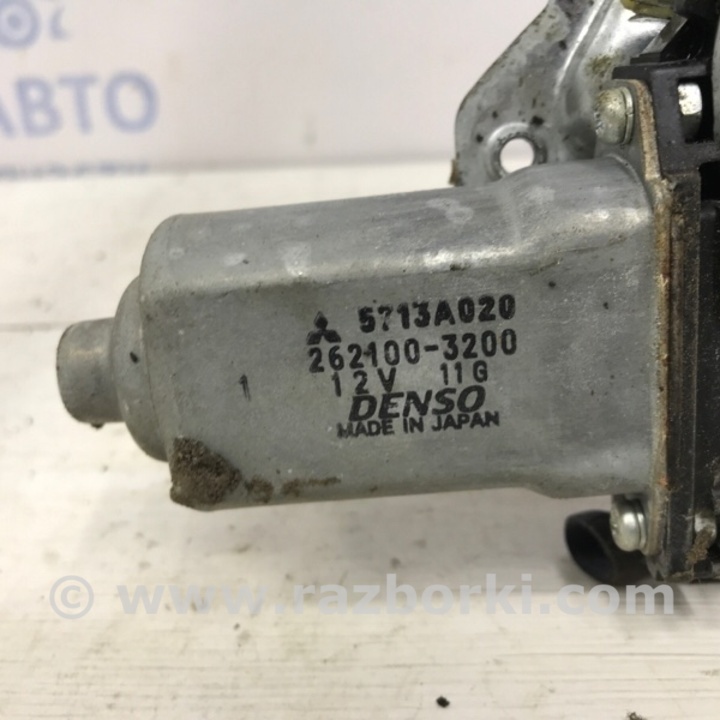 АВТО
5713A020
262100-3200
12V 11G
DENSO
MADE IN JAPAN
© www.razborki.com